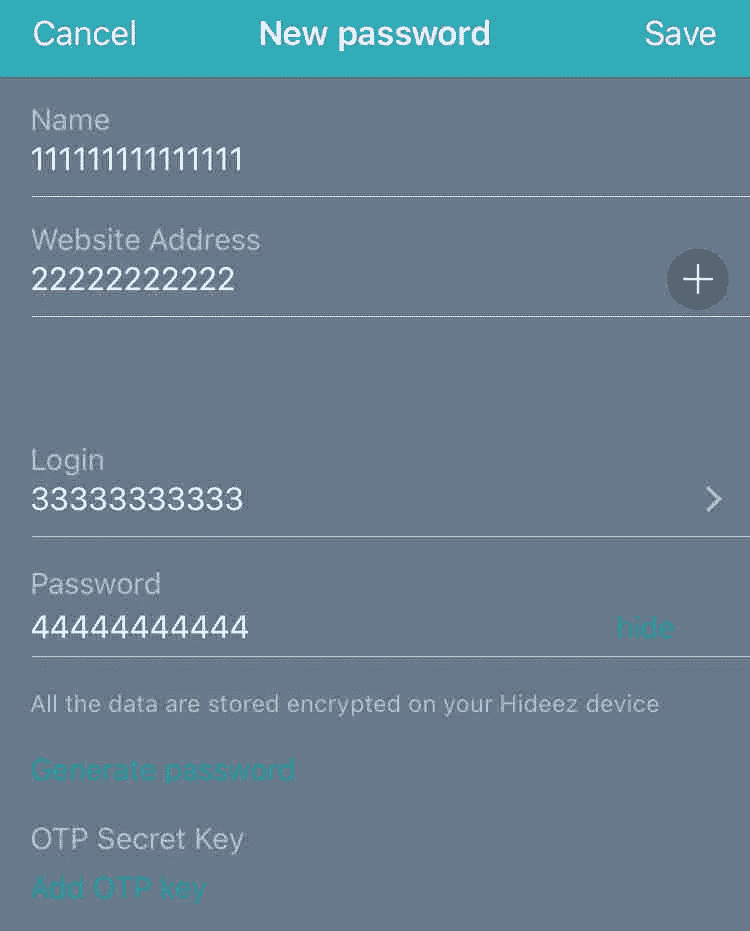 Cancel New password Save
Name
111111111111111
Website Address
22222222222
Login
33333333333
Password
44444444444 hide
All the data are stored encrypted on your Hideez device
Generate password
OTP Secret Key
Add OTP key